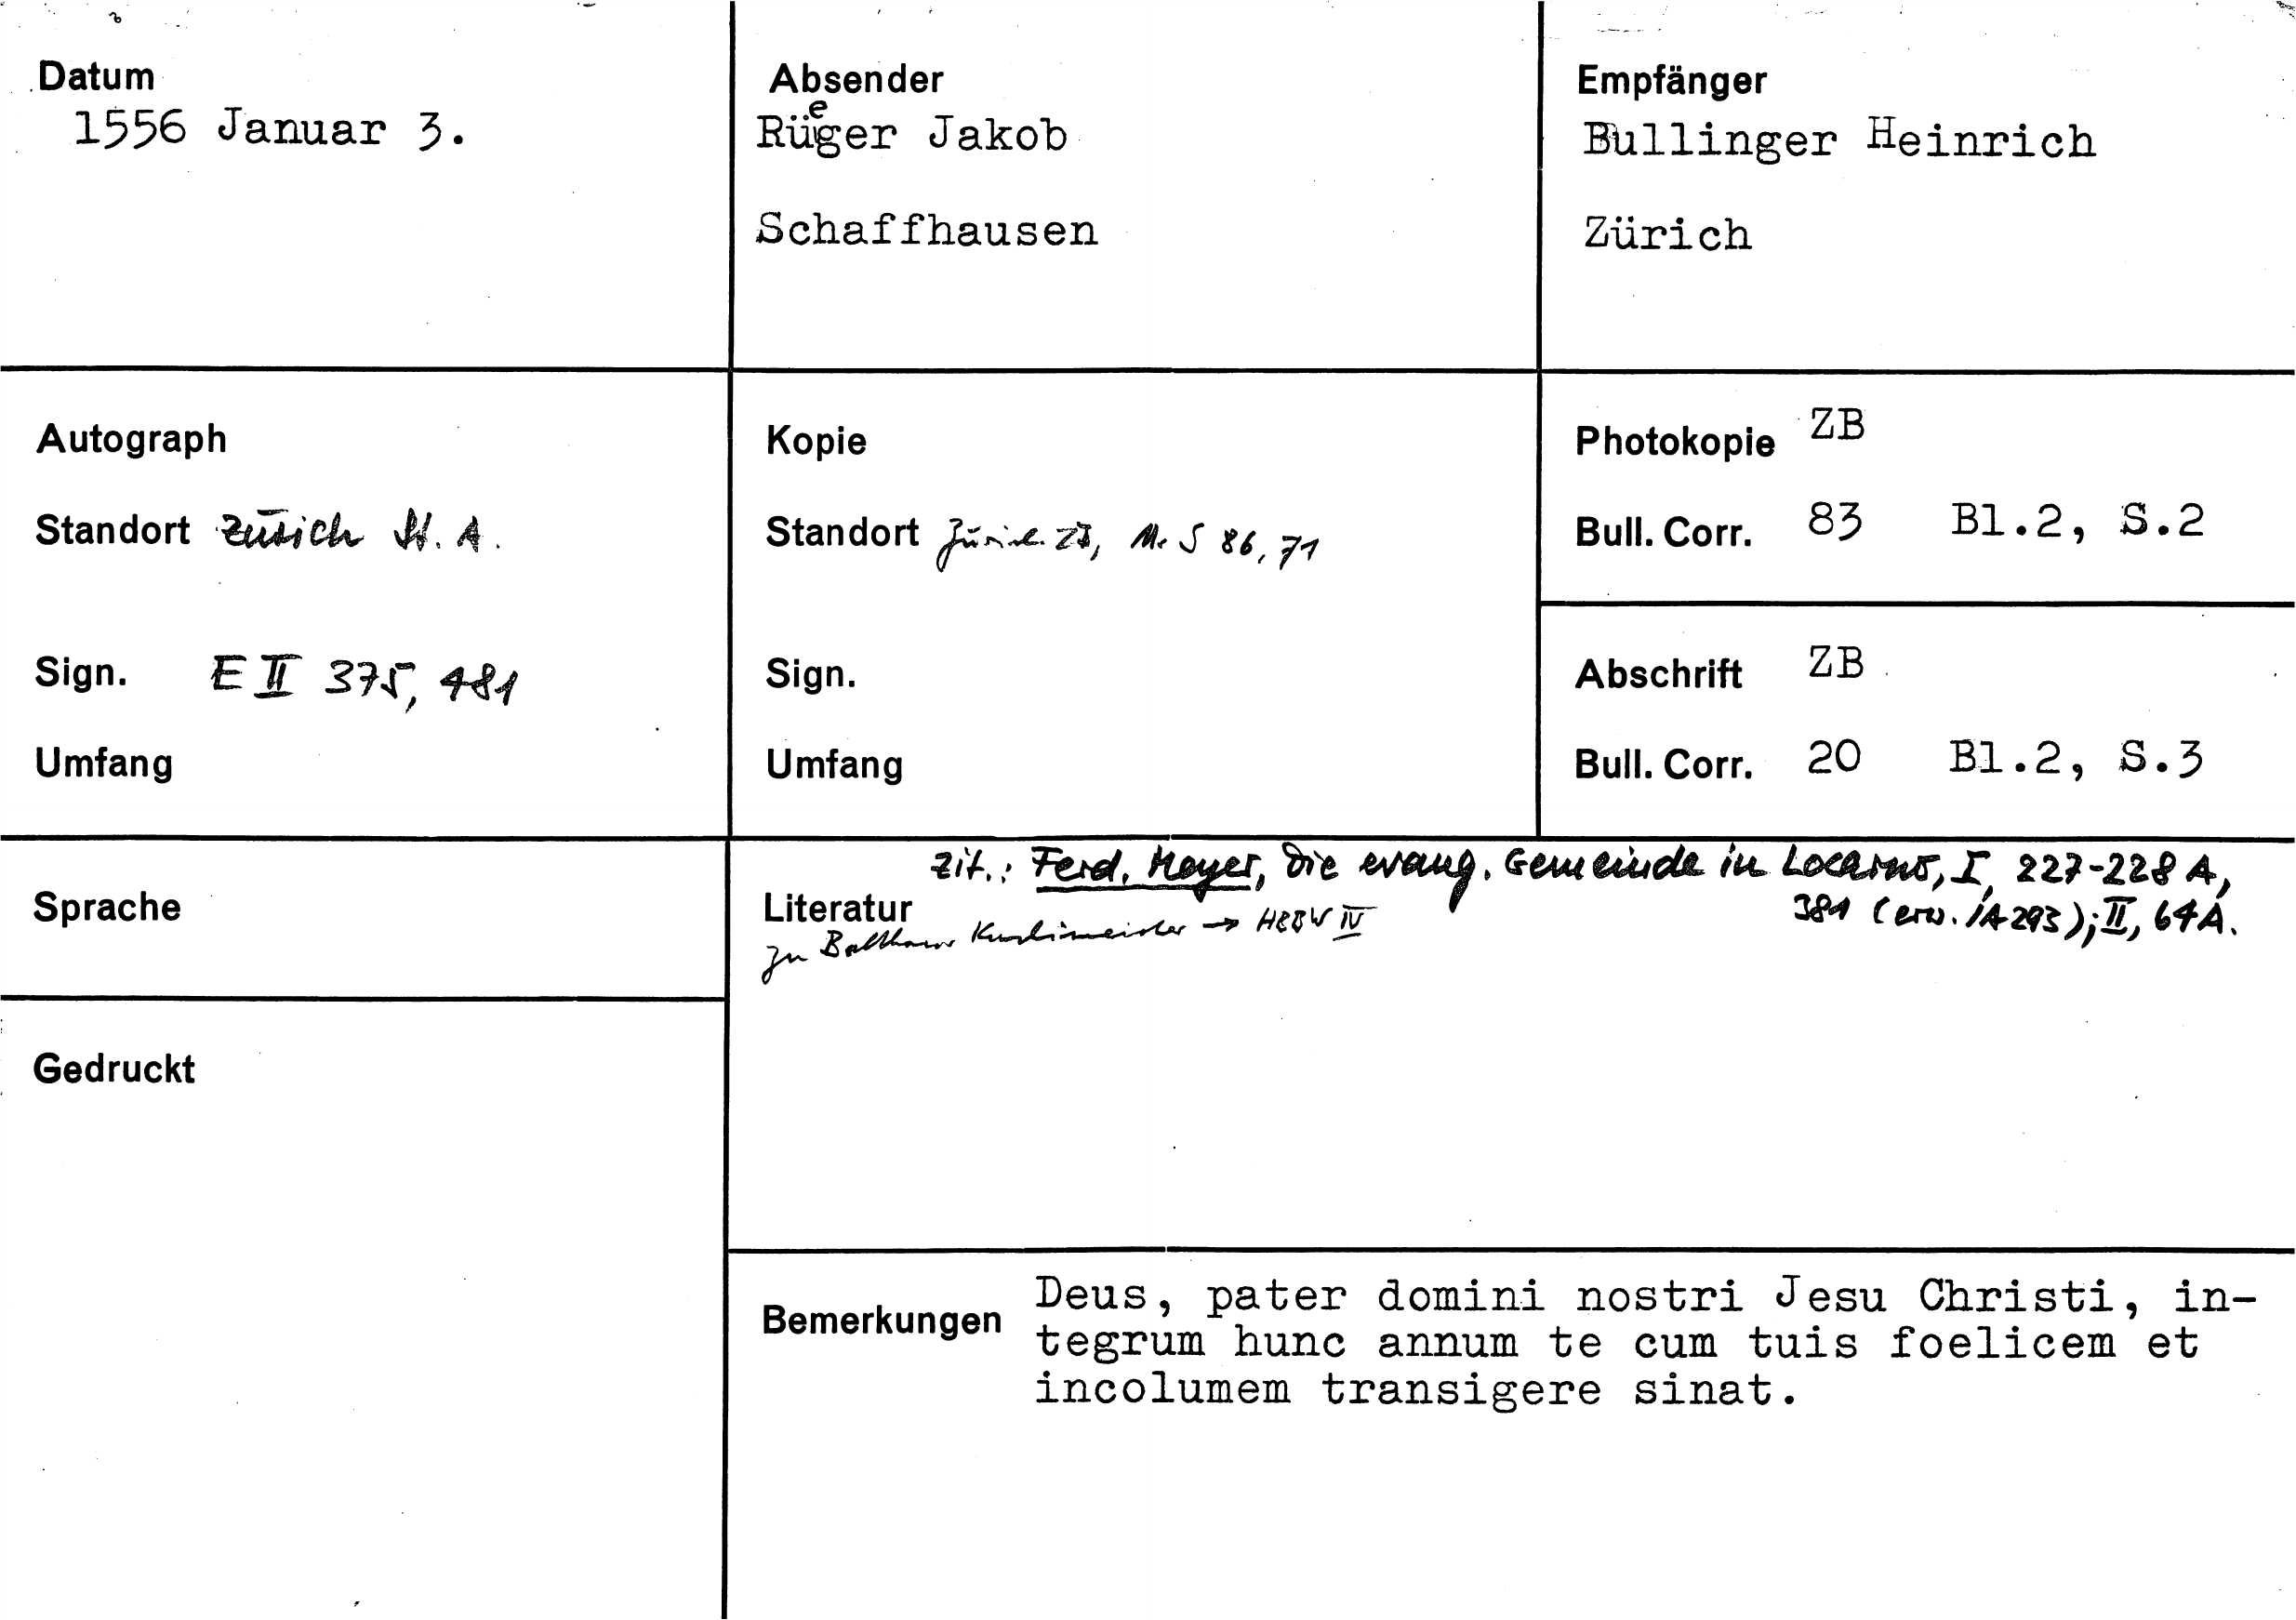 Datum
1556 Januar 3.
Absender
Rüeger Jakob
Schaffhausen
Empfänger
Bullinger Heinrich
Zürich
Autograph
Standort Zürich St. A.
Sign. E II 375, 481
Umfang
Kopie
Standort Zürich ZB, Ms S 86, 71
Sign.
Umfang
Photokopie ZB
Bull. Corr. 83 Bl.2, S.2
Abschrift ZB
Bull. Corr. 20 Bl.2, S.3
Sprache
Gedruckt
zit.: Ferd. Meyer, Die evang. Gemeinde in Locarno, I, 227-228 A,
Literatur 381 (erw. /A 293); II, 64 A.
zu → HBBW IV
Bemerkungen
Deus, pater domini nostri Jesu Christi, in-
tegrum hunc annum te cum tuis foelicem et
incolumem transigere sinat.